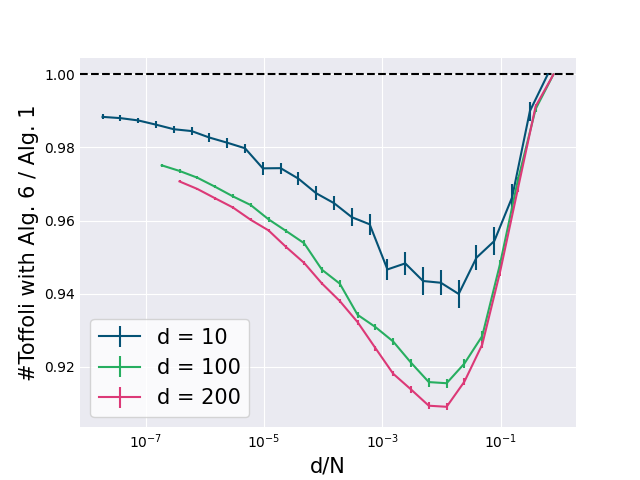 #Toffoli with Alg. 6 / Alg. 1
1.00
0.98
0.96
0.94
0.92
d = 10
d = 100
d = 200
10⁻⁷
10⁻⁵
10⁻³
10⁻¹
d/N